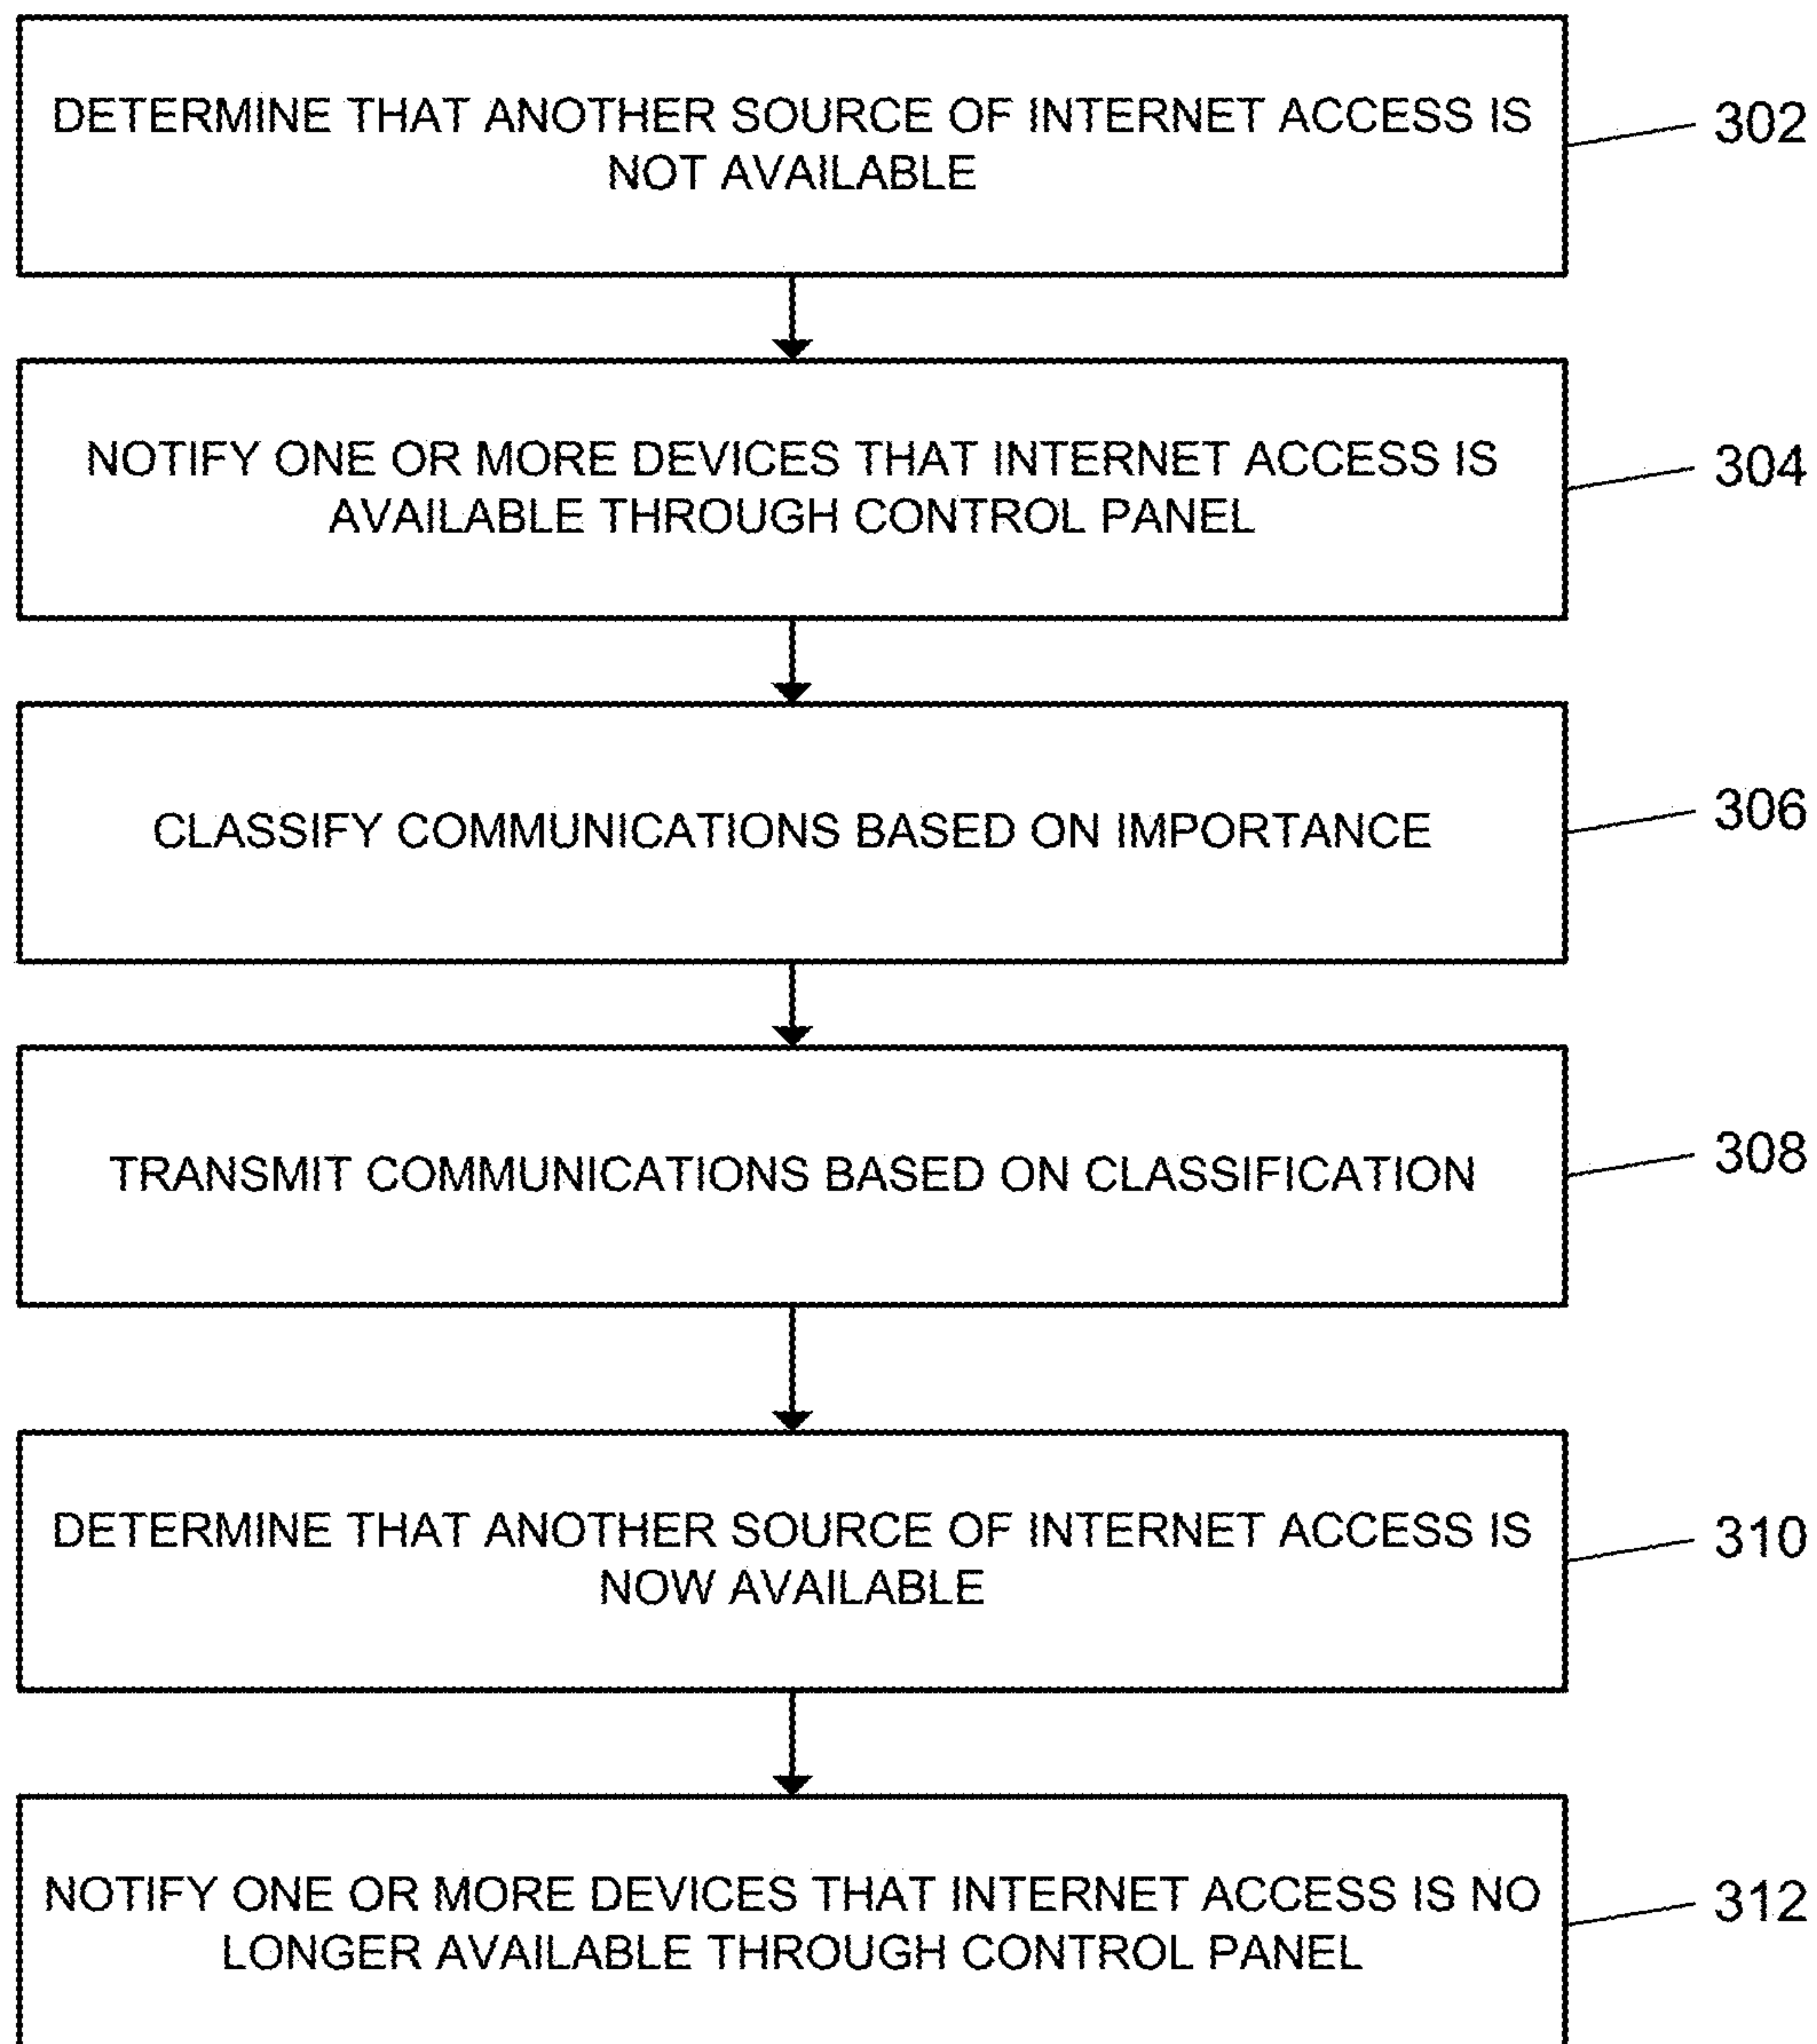 DETERMINE THAT ANOTHER SOURCE OF INTERNET ACCESS IS
NOT AVAILABLE
302
NOTIFY ONE OR MORE DEVICES THAT INTERNET ACCESS IS
AVAILABLE THROUGH CONTROL PANEL
304
CLASSIFY COMMUNICATIONS BASED ON IMPORTANCE
306
TRANSMIT COMMUNICATIONS BASED ON CLASSIFICATION
308
DETERMINE THAT ANOTHER SOURCE OF INTERNET ACCESS IS
NOW AVAILABLE
310
NOTIFY ONE OR MORE DEVICES THAT INTERNET ACCESS IS NO
LONGER AVAILABLE THROUGH CONTROL PANEL
312